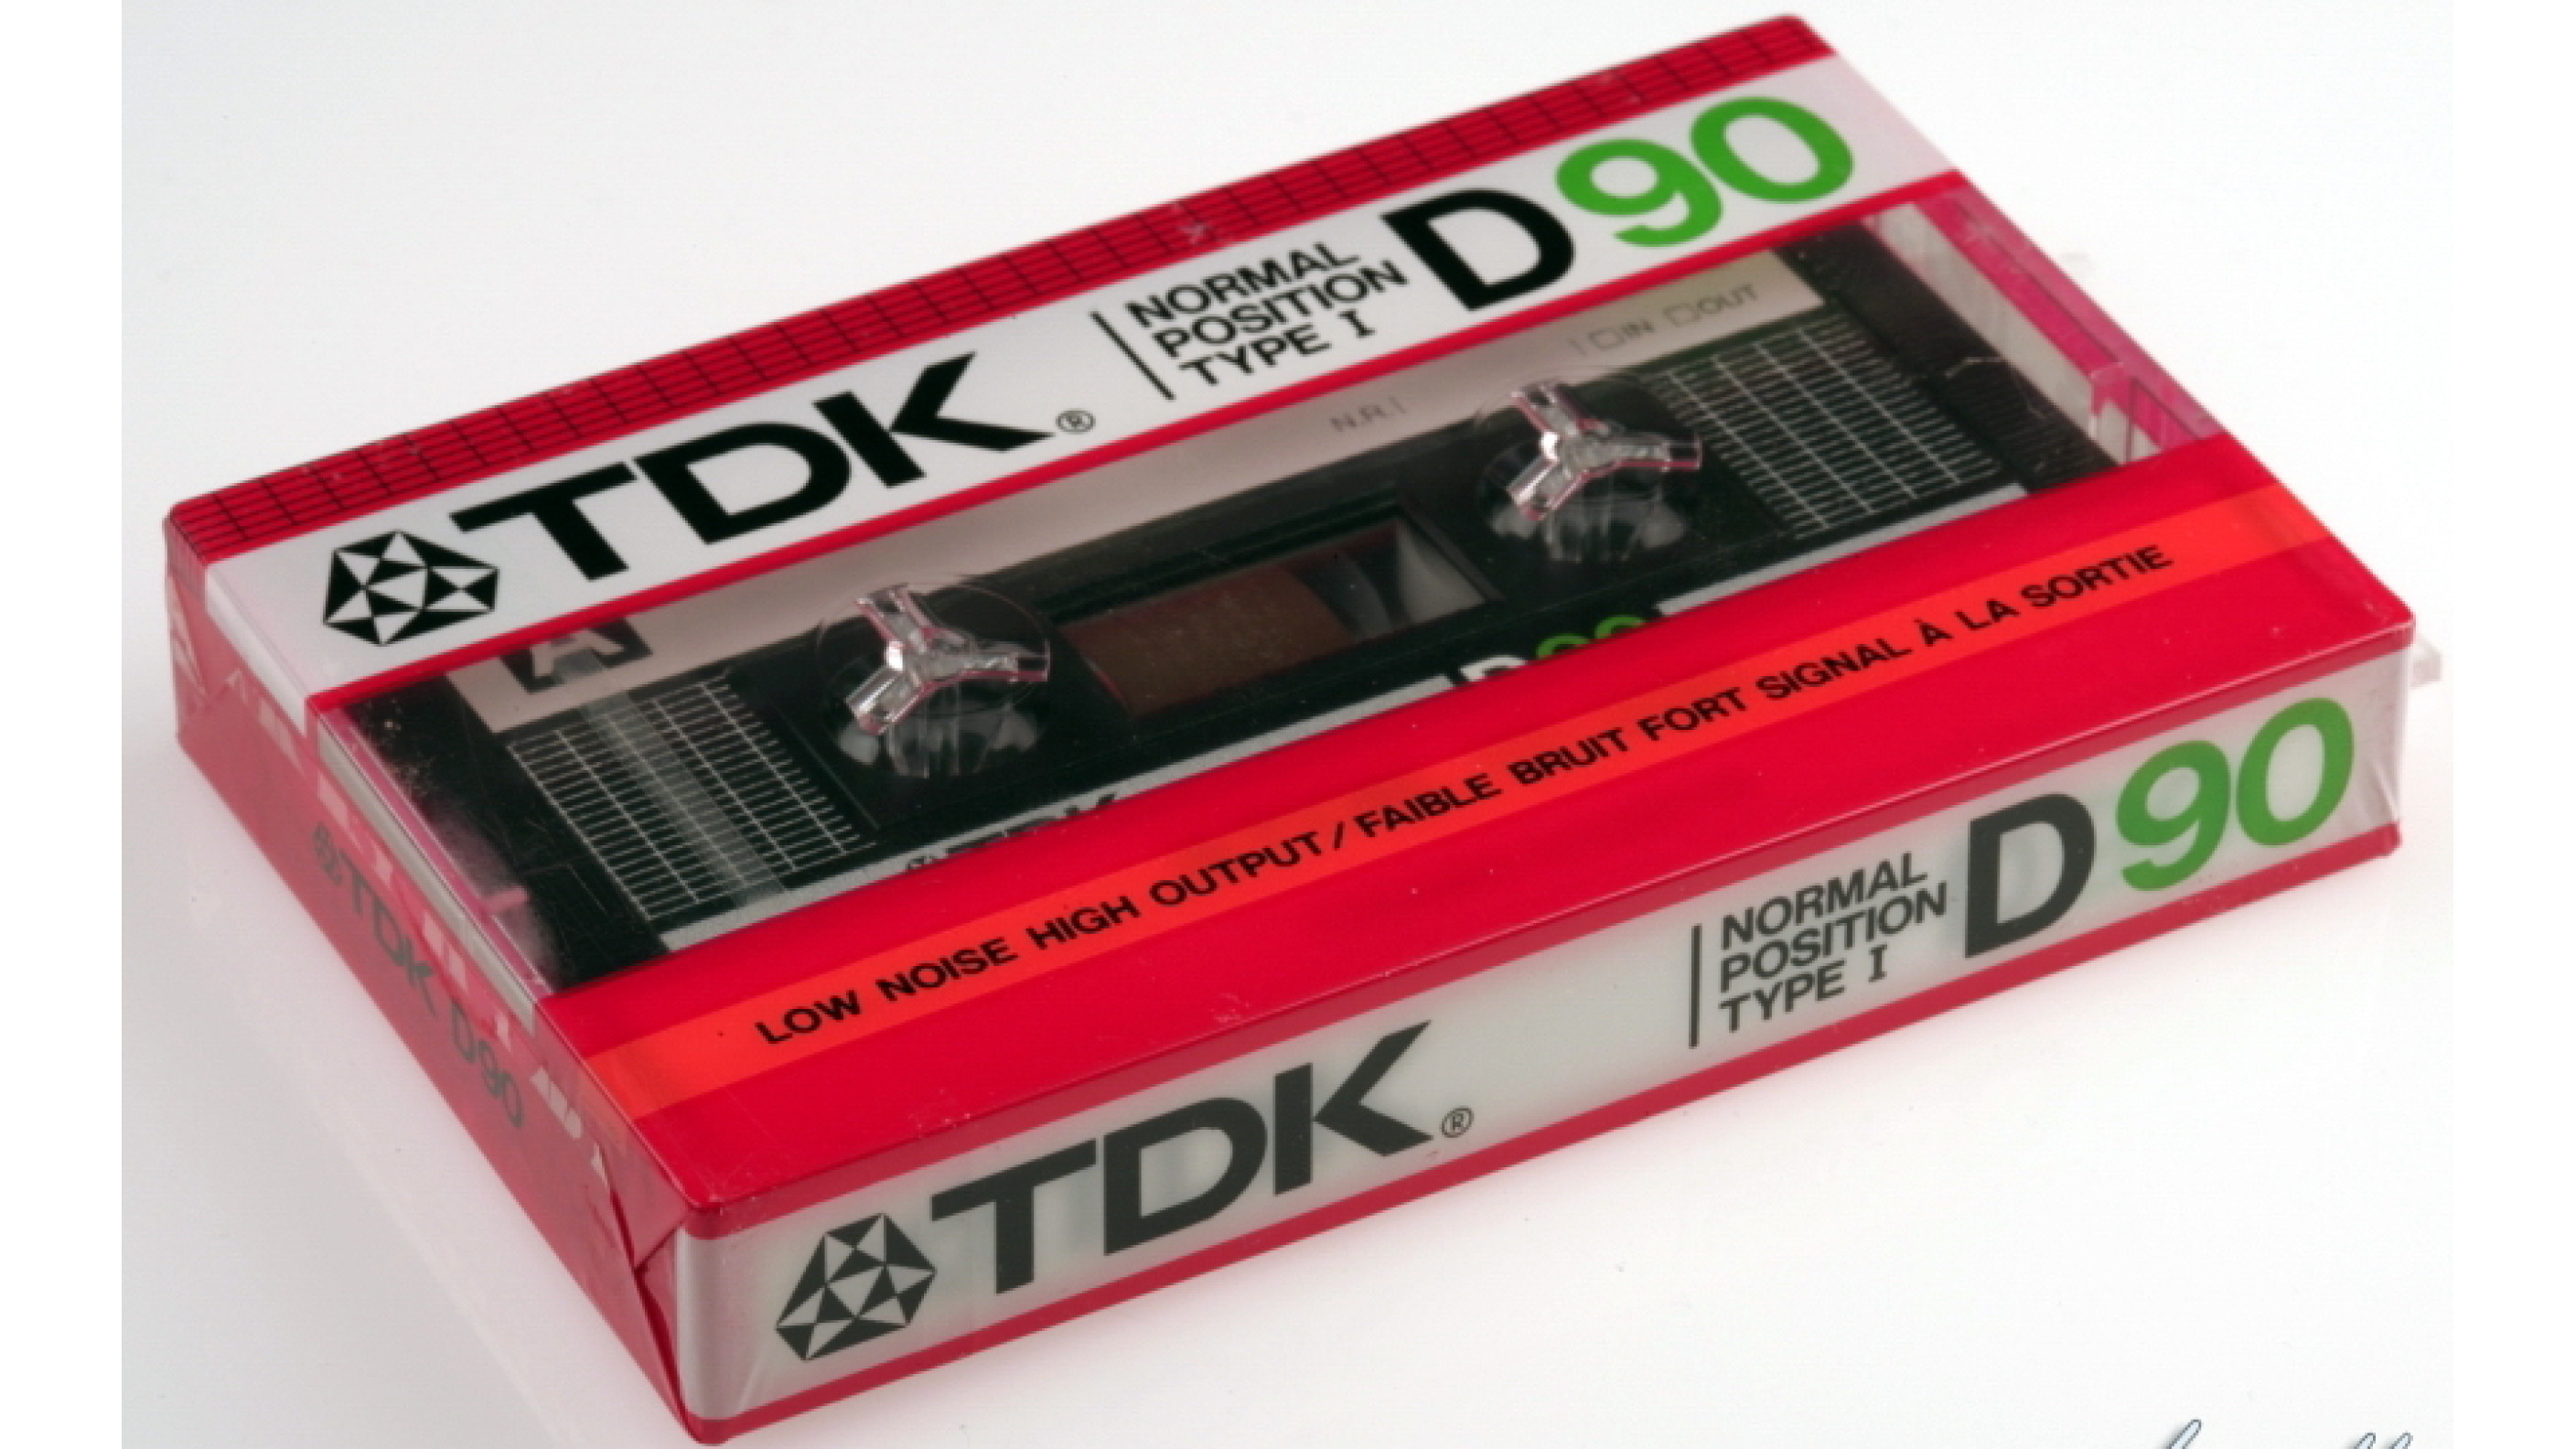 TDK®
NORMAL
POSITION
TYPE I
D90
N.R.
IN OUT
A
LOW NOISE HIGH OUTPUT / FAIBLE BRUIT FORT SIGNAL À LA SORTIE
TDK D90
TDK®
NORMAL
POSITION
TYPE I
D90